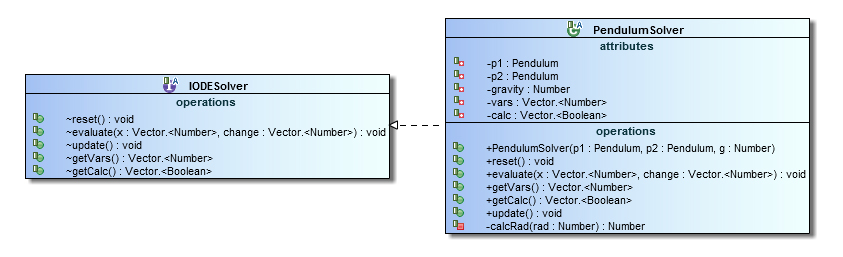 IODESolver
operations
~reset() : void
~evaluate(x : Vector.<Number>, change : Vector.<Number>) : void
~update() : void
~getVars() : Vector.<Number>
~getCalc() : Vector.<Boolean>
PendulumSolver
attributes
-p1 : Pendulum
-p2 : Pendulum
-gravity : Number
-vars : Vector.<Number>
-calc : Vector.<Boolean>
operations
+PendulumSolver(p1 : Pendulum, p2 : Pendulum, g : Number)
+reset() : void
+evaluate(x : Vector.<Number>, change : Vector.<Number>) : void
+getVars() : Vector.<Number>
+getCalc() : Vector.<Boolean>
+update() : void
-calcRad(rad : Number) : Number